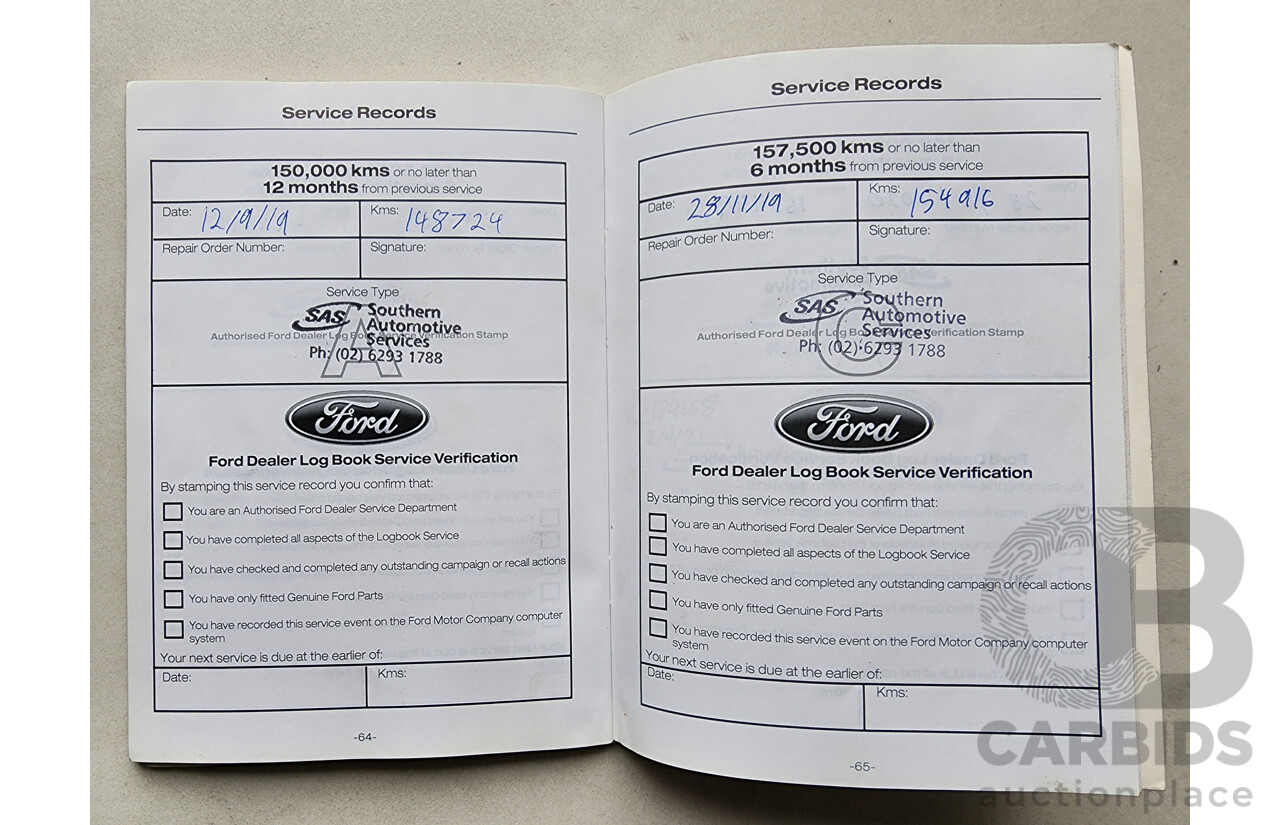 Service Records
150,000 kms or no later than
12 months from previous service
Date: 12/9/19
Kms: 148724
Repair Order Number:
Signature:
Service Type
A
SAS Southern
Automotive
Services
Authorised Ford Dealer Log Book Service Verification Stamp
Ph: (02) 6293 1788
Ford
Ford Dealer Log Book Service Verification
By stamping this service record you confirm that:
You are an Authorised Ford Dealer Service Department
You have completed all aspects of the Logbook Service
You have checked and completed any outstanding campaign or recall actions
You have only fitted Genuine Ford Parts
You have recorded this service event on the Ford Motor Company computer
system
Your next service is due at the earlier of:
Date:
Kms:
-64-
Service Records
157,500 kms or no later than
6 months from previous service
Date: 28/11/19
Kms: 154916
Repair Order Number:
Signature:
Service Type
SAS Southern
Automotive
Services
Authorised Ford Dealer Log Book Service Verification Stamp
Ph: (02) 6293 1788
Ford
Ford Dealer Log Book Service Verification
By stamping this service record you confirm that:
You are an Authorised Ford Dealer Service Department
You have completed all aspects of the Logbook Service
You have checked and completed any outstanding campaign or recall actions
You have only fitted Genuine Ford Parts
You have recorded this service event on the Ford Motor Company computer
system
Your next service is due at the earlier of:
Date:
Kms:
-65-
CB
CARBIDS
auctionplace